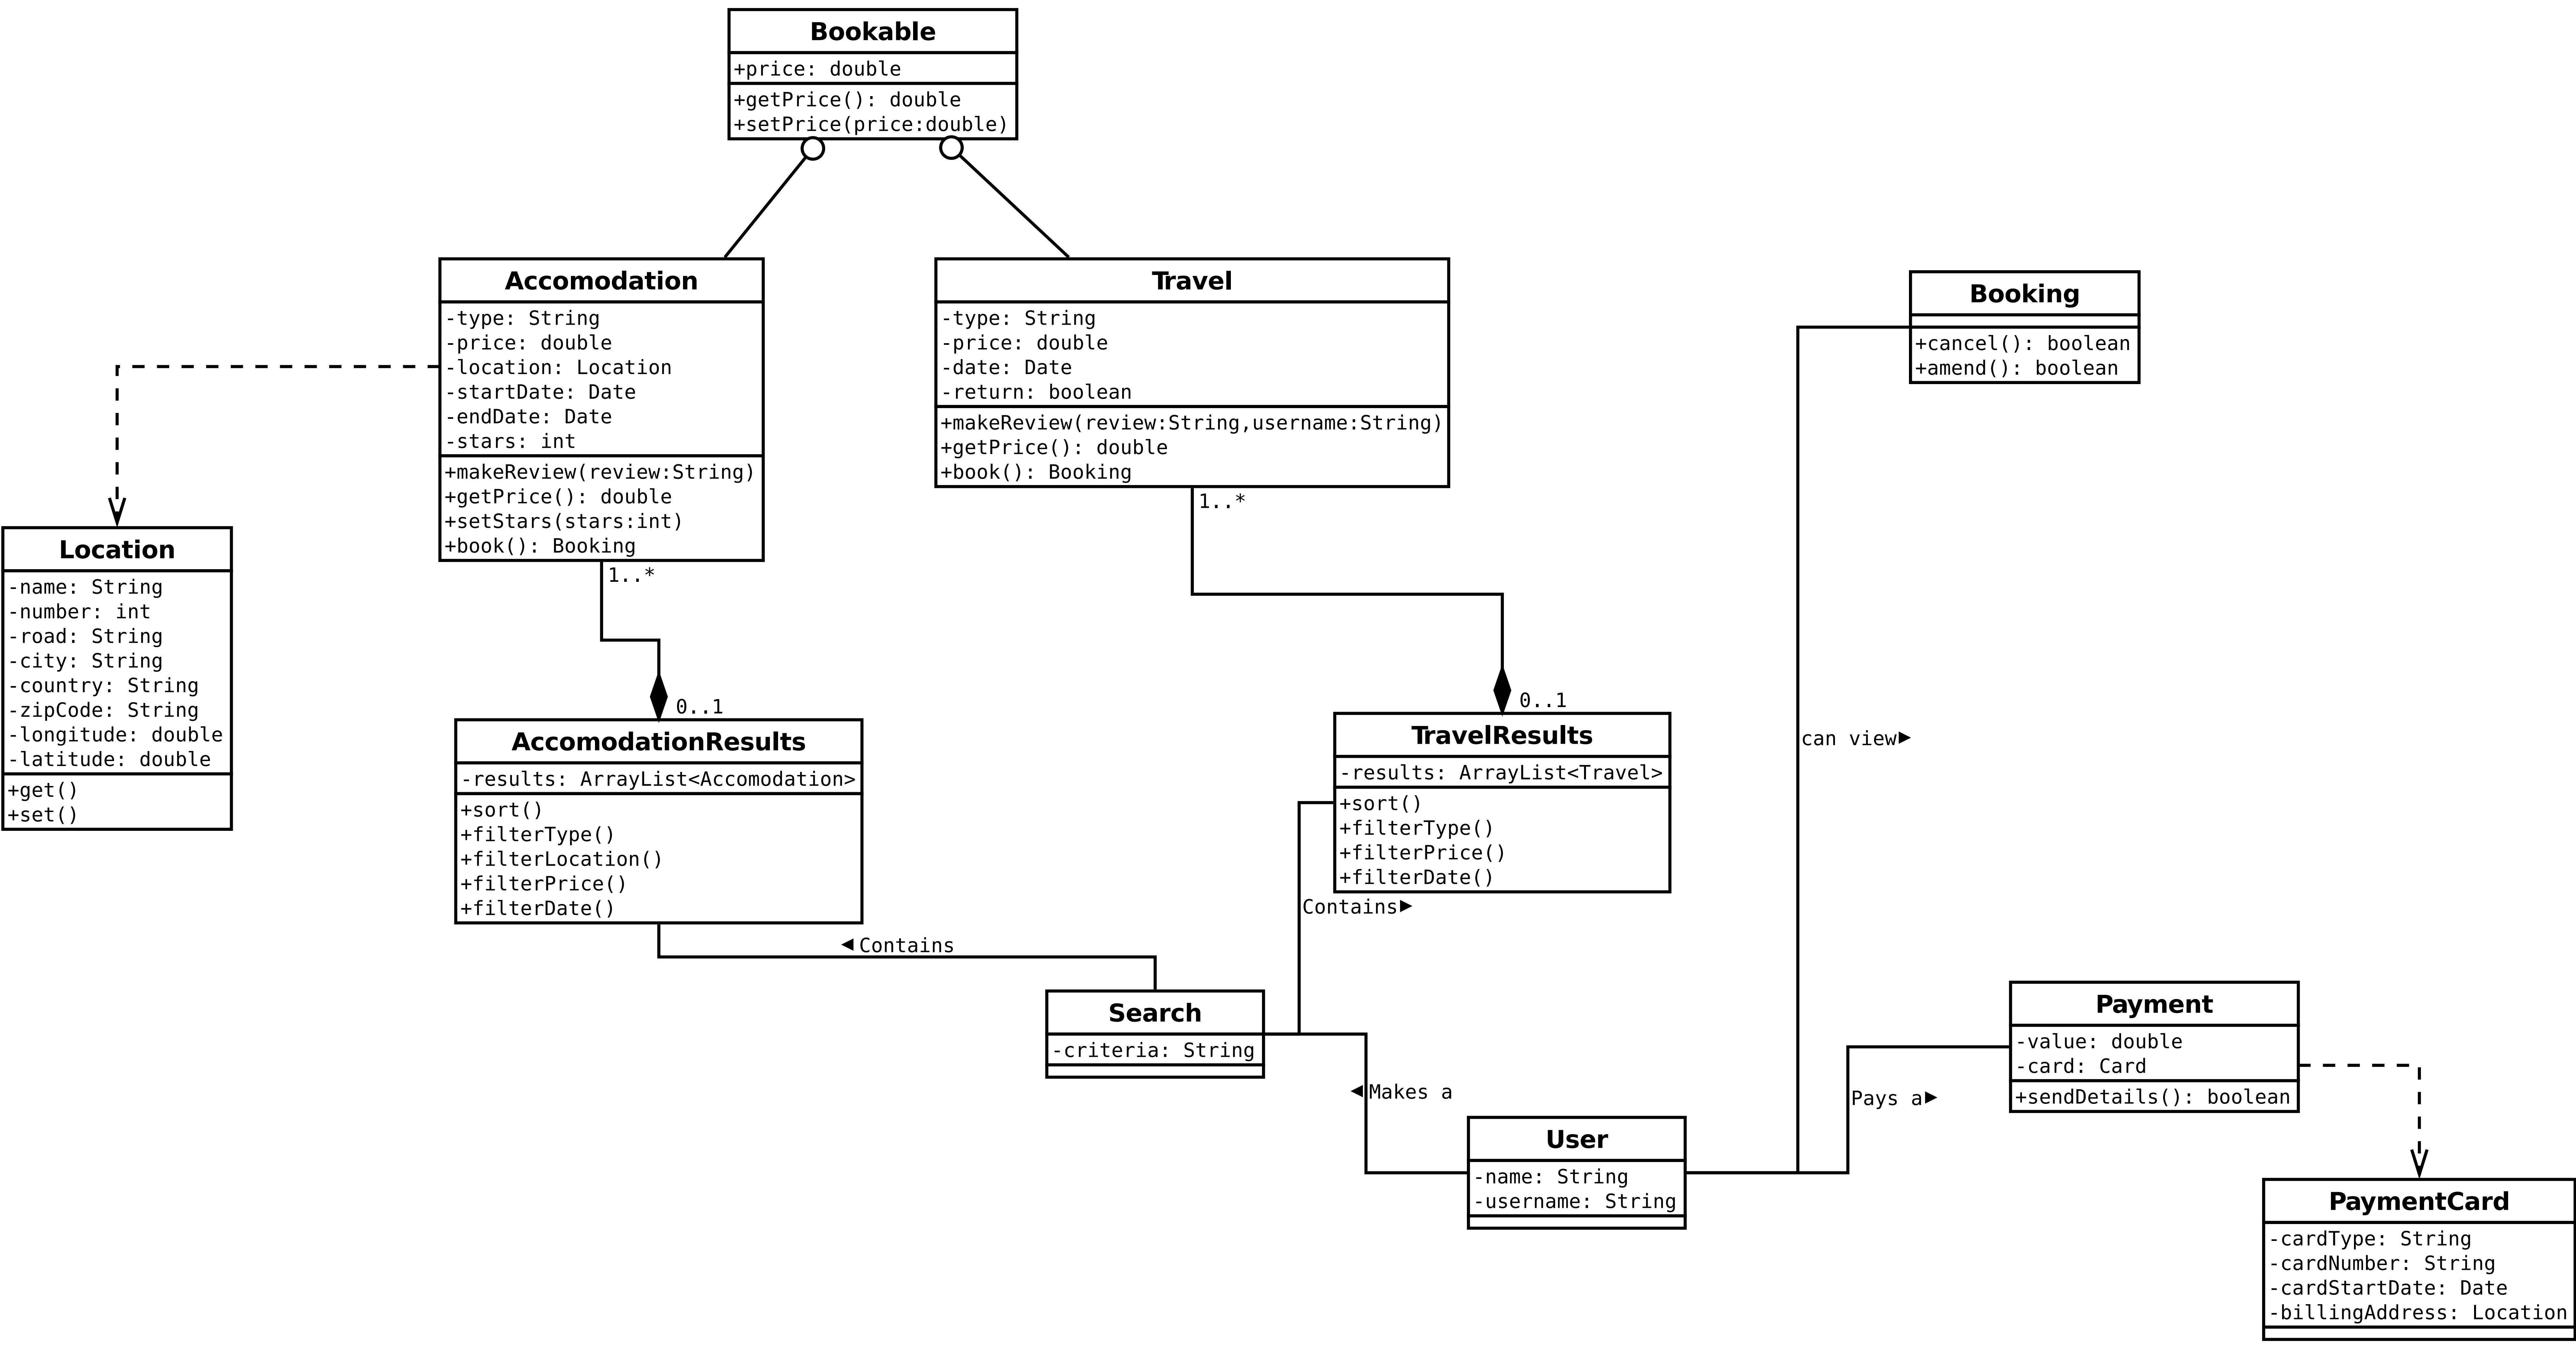 Bookable
+price: double
+getPrice(): double
+setPrice(price:double)
Accomodation
-type: String
-price: double
-location: Location
-startDate: Date
-endDate: Date
-stars: int
+makeReview(review:String)
+getPrice(): double
+setStars(stars:int)
+book(): Booking
1..*
Travel
-type: String
-price: double
-date: Date
-return: boolean
+makeReview(review:String,username:String)
+getPrice(): double
+book(): Booking
1..*
Booking
+cancel(): boolean
+amend(): boolean
Location
-name: String
-number: int
-road: String
-city: String
-country: String
-zipCode: String
-longitude: double
-latitude: double
+get()
+set()
0..1
AccomodationResults
-results: ArrayList<Accomodation>
+sort()
+filterType()
+filterLocation()
+filterPrice()
+filterDate()
0..1
TravelResults
-results: ArrayList<Travel>
+sort()
+filterType()
+filterPrice()
+filterDate()
can view►
Contains►
◄Contains
Search
-criteria: String
◄Makes a
User
-name: String
-username: String
Pays a►
Payment
-value: double
-card: Card
+sendDetails(): boolean
PaymentCard
-cardType: String
-cardNumber: String
-cardStartDate: Date
-billingAddress: Location